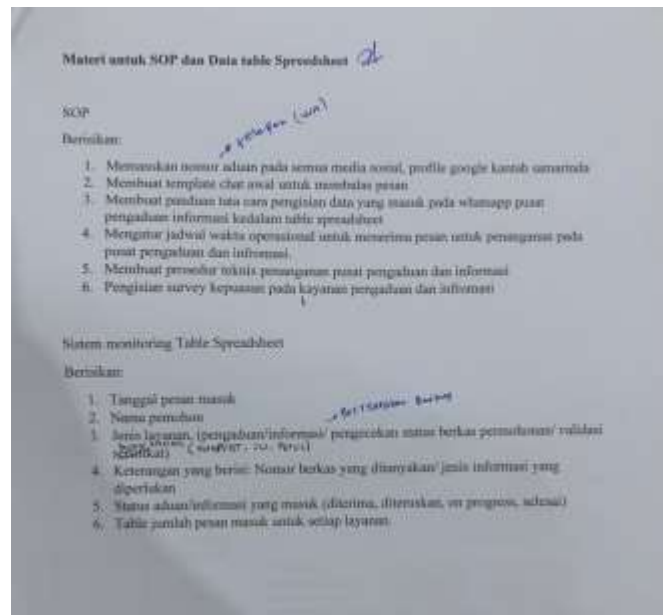 Materi untuk SOP dan Data table Spreedsheet
SOP
(wa)
Berisikan:
1. Memasukan nomor aduan pada semua media sosial, profile google kantah samarinda
2. Membuat template chat awal untuk membalas pesan
3. Membuat panduan tata cara pengisian data yang masuk pada whatsapp pusat
pengaduan informasi kedalam table spreadsheet
4. Mengatur jadwal waktu operasional untuk menerima pesan untuk penanganan pada
pusat pengaduan dan informasi.
5. Membuat prosedur teknis penanganan pusat pengaduan dan informasi
6. Pengisian survey kepuasan pada kayanan pengaduan dan infromasi
Sistem monitoring Table Spreadsheet
Berisikan:
1. Tanggal pesan masuk
2. Nama pemohon
3. Jenis layanan, (pengaduan/informasi/ pengecekan status berkas permohonan/ validasi
sertifikat)
4. Keterangan yang berisi: Nomor berkas yang ditanyakan/ jenis informasi yang
diperlukan
5. Status aduan/informasi yang masuk (diterima, diteruskan, on progress, selesai)
6. Table jumlah pesan masuk untuk setiap layanan